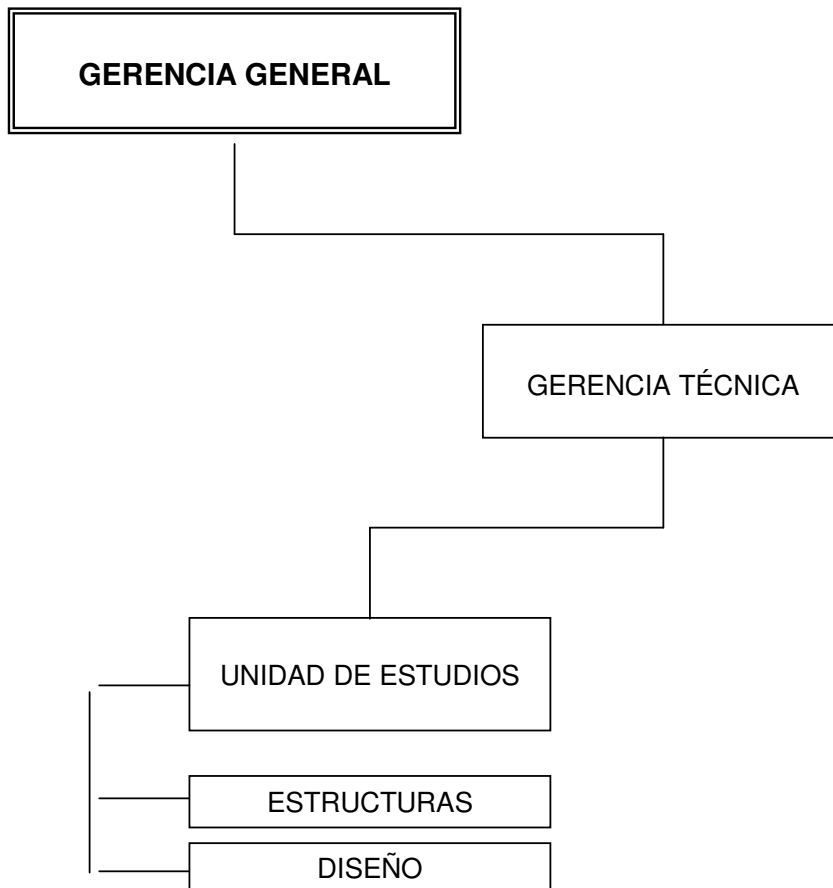 GERENCIA GENERAL
GERENCIA TÉCNICA
UNIDAD DE ESTUDIOS
ESTRUCTURAS
DISEÑO